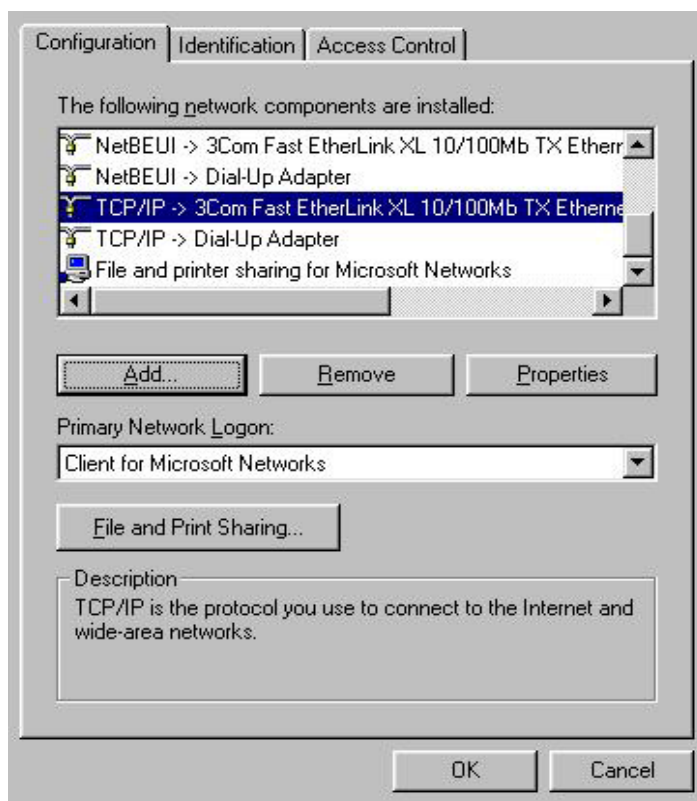 Configuration Identification Access Control
The following network components are installed:
NetBEUI -> 3Com Fast EtherLink XL 10/100Mb TX Etherr
NetBEUI -> Dial-Up Adapter
TCP/IP -> 3Com Fast EtherLink XL 10/100Mb TX Etherne
TCP/IP -> Dial-Up Adapter
File and printer sharing for Microsoft Networks
Add... Remove Properties
Primary Network Logon:
Client for Microsoft Networks
File and Print Sharing...
Description
TCP/IP is the protocol you use to connect to the Internet and
wide-area networks.
OK Cancel